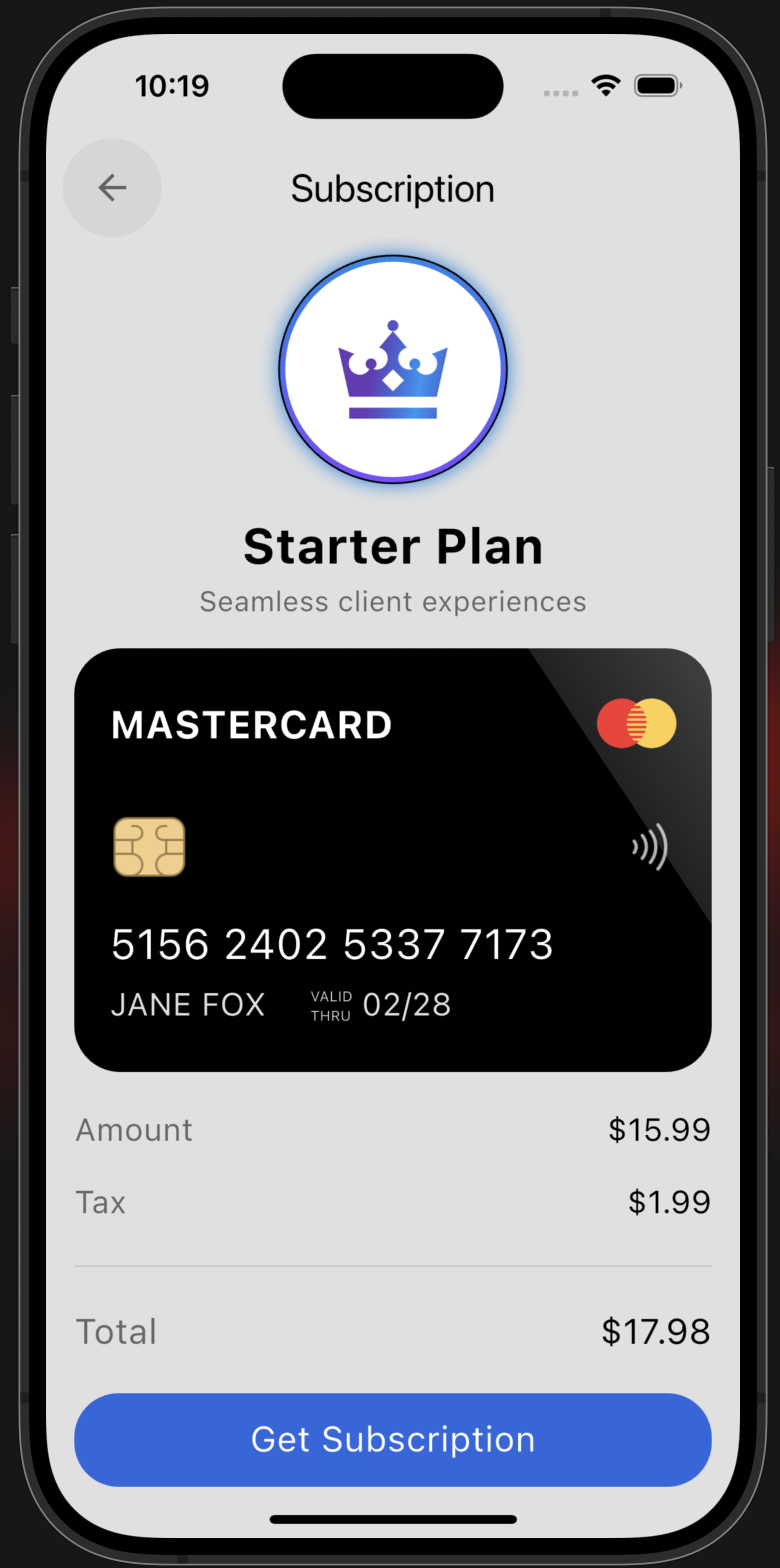 10:19
Subscription
Starter Plan
Seamless client experiences
MASTERCARD
5156 2402 5337 7173
JANE FOX VALID THRU 02/28
Amount $15.99
Tax $1.99
Total $17.98
Get Subscription